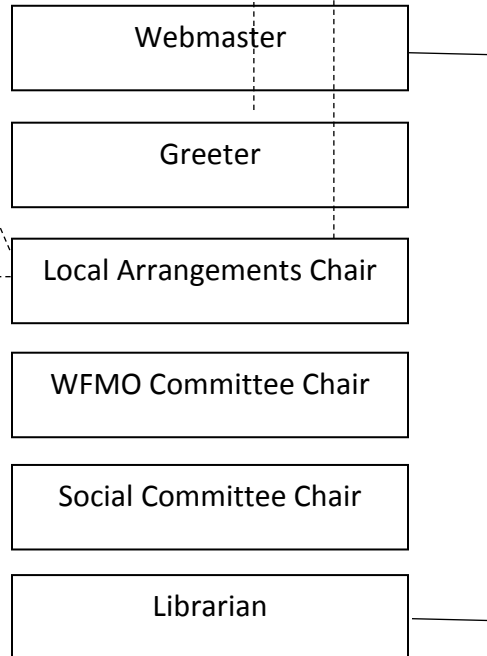 Webmaster
Greeter
Local Arrangements Chair
WFMO Committee Chair
Social Committee Chair
Librarian